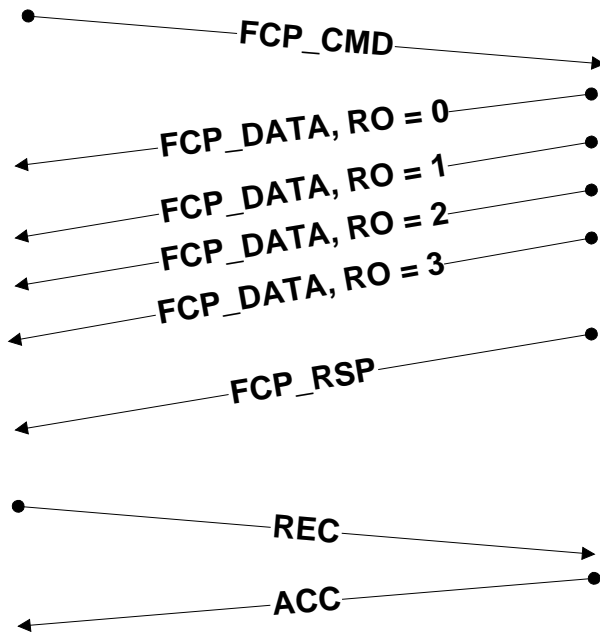 FCP_CMD
FCP_DATA, RO = 0
FCP_DATA, RO = 1
FCP_DATA, RO = 2
FCP_DATA, RO = 3
FCP_RSP
REC
ACC